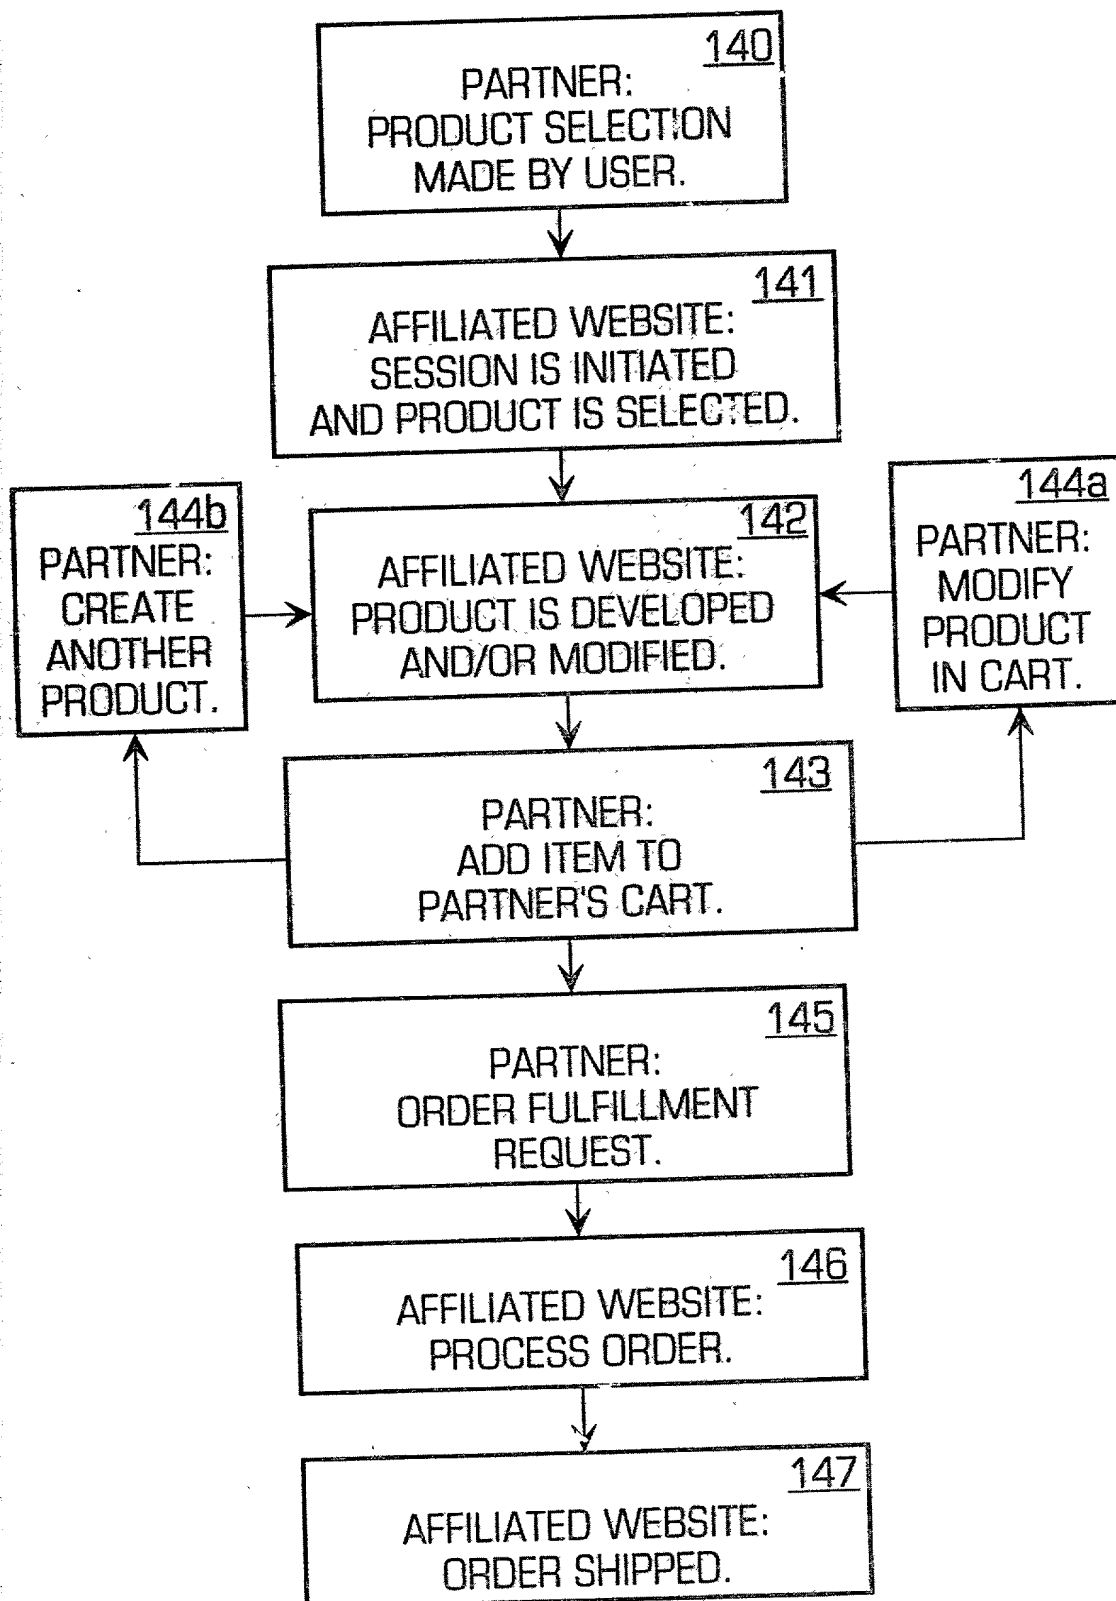 140
PARTNER:
PRODUCT SELECTION
MADE BY USER.
141
AFFILIATED WEBSITE:
SESSION IS INITIATED
AND PRODUCT IS SELECTED.
144b
PARTNER:
CREATE
ANOTHER
PRODUCT.
142
AFFILIATED WEBSITE:
PRODUCT IS DEVELOPED
AND/OR MODIFIED.
144a
PARTNER:
MODIFY
PRODUCT
IN CART.
143
PARTNER:
ADD ITEM TO
PARTNER'S CART.
145
PARTNER:
ORDER FULFILLMENT
REQUEST.
146
AFFILIATED WEBSITE:
PROCESS ORDER.
147
AFFILIATED WEBSITE:
ORDER SHIPPED.